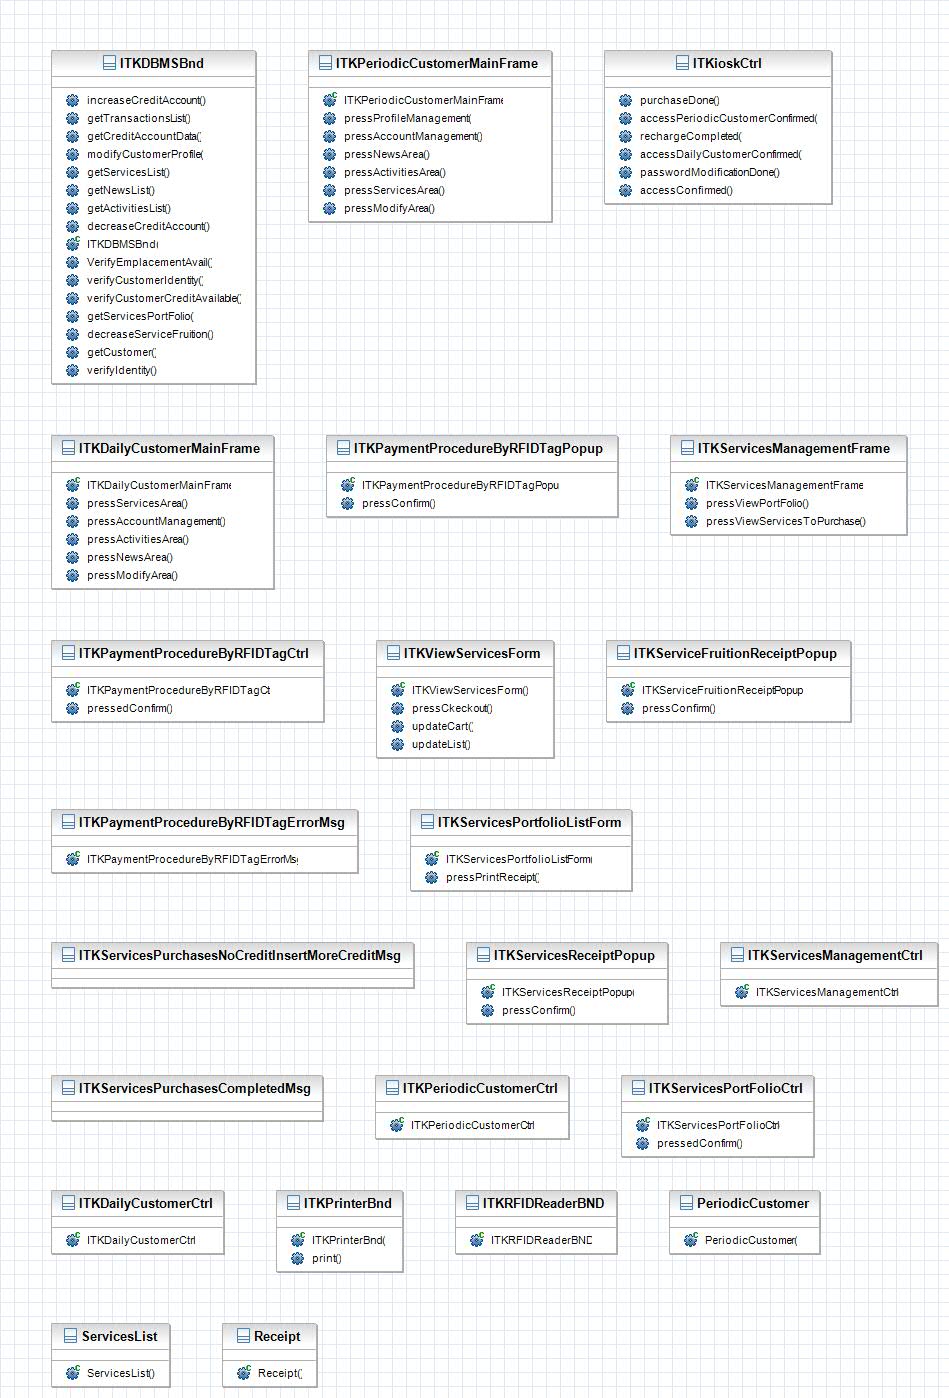 ITKDBMSBnd
increaseCreditAccount()
getTransactionsList()
getCreditAccountData(
modifyCustomerProfile(
getServicesList()
getNewsList()
getActivitiesList()
decreaseCreditAccount()
ITKDBMSBnd(
VerifyEmplacementAvail(
verifyCustomerIdentity(
verifyCustomerCreditAvailable(
getServicesPortFolio(
decreaseServiceFruition()
getCustomer(
verifyIdentity()
ITKPeriodicCustomerMainFrame
ITKPeriodicCustomerMainFrame
pressProfileManagement(
pressAccountManagement()
pressNewsArea()
pressActivitiesArea()
pressServicesArea()
pressModifyArea()
ITKioskCtrl
purchaseDone()
accessPeriodicCustomerConfirmed(
rechargeCompleted(
accessDailyCustomerConfirmed(
passwordModificationDone()
accessConfirmed()
ITKDailyCustomerMainFrame
ITKDailyCustomerMainFrame
pressServicesArea()
pressAccountManagement()
pressActivitiesArea()
pressNewsArea()
pressModifyArea()
ITKPaymentProcedureByRFIDTagPopup
ITKPaymentProcedureByRFIDTagPopu
pressConfirm()
ITKServicesManagementFrame
ITKServicesManagementFrame
pressViewPortFolio()
pressViewServicesToPurchase()
ITKPaymentProcedureByRFIDTagCtrl
ITKPaymentProcedureByRFIDTagCt
pressedConfirm()
ITKViewServicesForm
ITKViewServicesForm()
pressCkeckout()
updateCart(
updateList()
ITKServiceFruitionReceiptPopup
ITKServiceFruitionReceiptPopup
pressConfirm()
ITKPaymentProcedureByRFIDTagErrorMsg
ITKPaymentProcedureByRFIDTagErrorMs
ITKServicesPortfolioListForm
ITKServicesPortfolioListForm(
pressPrintReceipt(
ITKServicesPurchasesNoCreditInsertMoreCreditMsg
ITKServicesReceiptPopup
ITKServicesReceiptPopup(
pressConfirm()
ITKServicesManagementCtrl
ITKServicesManagementCtrl
ITKServicesPurchasesCompletedMsg
ITKPeriodicCustomerCtrl
ITKPeriodicCustomerCtrl
ITKServicesPortFolioCtrl
ITKServicesPortFolioCtrl
pressedConfirm()
ITKDailyCustomerCtrl
ITKDailyCustomerCtrl
ITKPrinterBnd
ITKPrinterBnd(
print()
ITKRFIDReaderBND
ITKRFIDReaderBND
PeriodicCustomer
PeriodicCustomer(
ServicesList
ServicesList()
Receipt
Receipt(